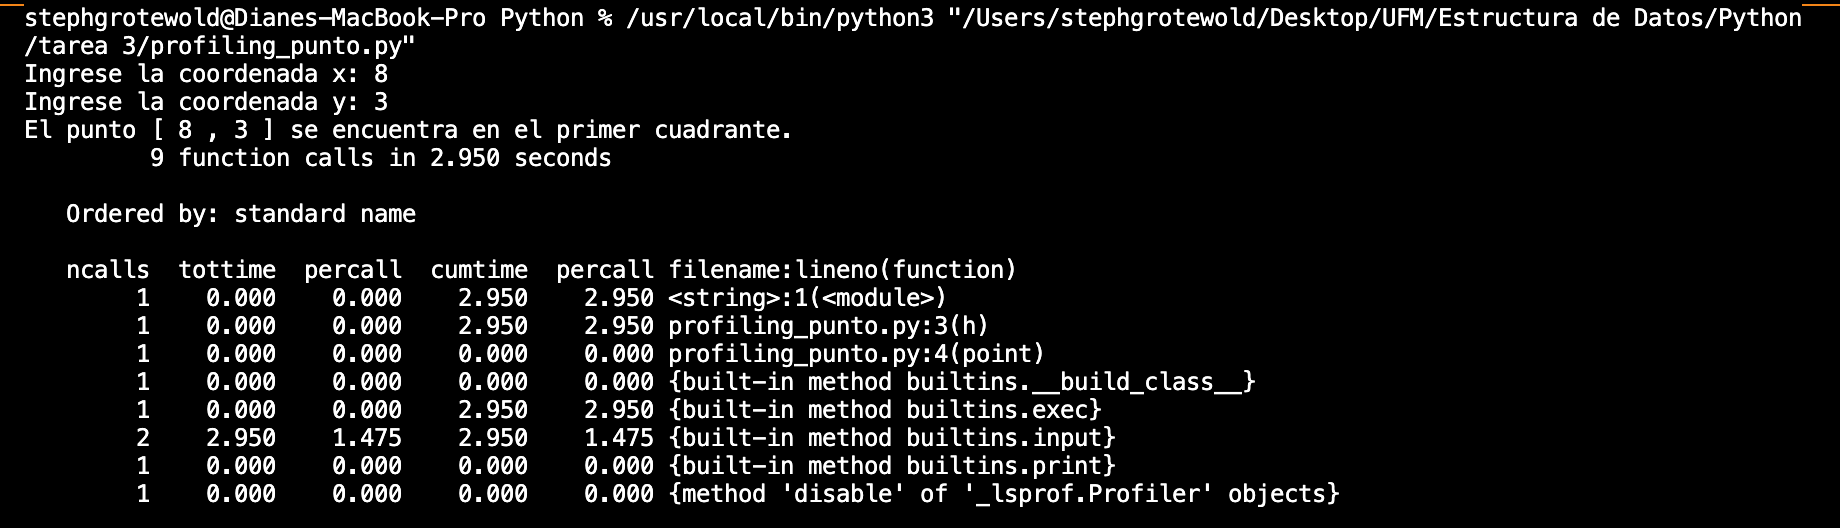 stephgrotewold@Dianes-MacBook-Pro Python % /usr/local/bin/python3 "/Users/stephgrotewold/Desktop/UFM/Estructura de Datos/Python
/tarea 3/profiling_punto.py"
Ingrese la coordenada x: 8
Ingrese la coordenada y: 3
El punto [ 8 , 3 ] se encuentra en el primer cuadrante.
         9 function calls in 2.950 seconds

   Ordered by: standard name

   ncalls  tottime  percall  cumtime  percall filename:lineno(function)
        1    0.000    0.000    2.950    2.950 <string>:1(<module>)
        1    0.000    0.000    2.950    2.950 profiling_punto.py:3(h)
        1    0.000    0.000    0.000    0.000 profiling_punto.py:4(point)
        1    0.000    0.000    0.000    0.000 {built-in method builtins.__build_class__}
        1    0.000    0.000    2.950    2.950 {built-in method builtins.exec}
        2    2.950    1.475    2.950    1.475 {built-in method builtins.input}
        1    0.000    0.000    0.000    0.000 {built-in method builtins.print}
        1    0.000    0.000    0.000    0.000 {method 'disable' of '_lsprof.Profiler' objects}